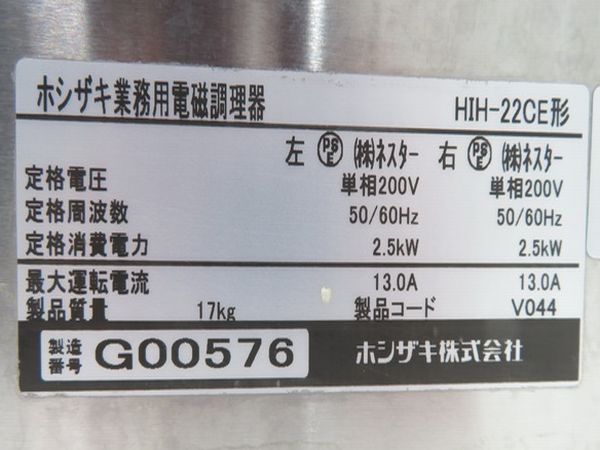 ホシザキ業務用電磁調理器 HIH-22CE形
左 PSE (株)ネスター 右 PSE (株)ネスター
定格電圧 単相200V 単相200V
定格周波数 50/60Hz 50/60Hz
定格消費電力 2.5kW 2.5kW
最大運転電流 13.0A 13.0A
製品質量 17kg 製品コード V044
製造番号 G00576 ホシザキ株式会社